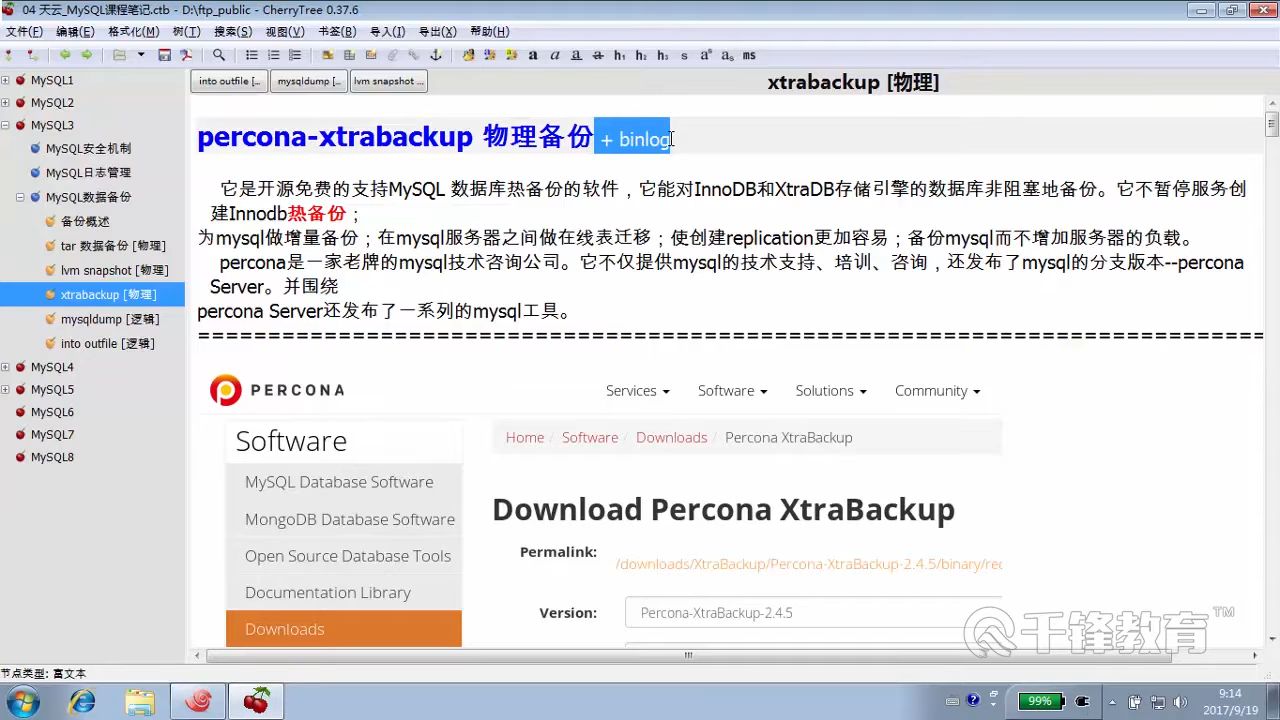 04 天云_MySQL课程笔记.ctb - D:\ftp_public - CherryTree 0.37.6
文件(F) 编辑(E) 格式化(M) 树(T) 搜索(S) 视图(V) 书签(B) 导入(I) 导出(X) 帮助(H)
a a a a h1 h2 h3 s a a ms
MySQL1
MySQL2
MySQL3
MySQL安全机制
MySQL日志管理
MySQL数据备份
备份概述
tar 数据备份 [物理]
lvm snapshot [物理]
xtrabackup [物理]
mysqldump [逻辑]
into outfile [逻辑]
MySQL4
MySQL5
MySQL6
MySQL7
MySQL8
into outfile [... mysqldump [... lvm snapshot ...
xtrabackup [物理]
percona-xtrabackup 物理备份 + binlog
它是开源免费的支持MySQL 数据库热备份的软件，它能对InnoDB和XtraDB存储引擎的数据库非阻塞地备份。它不暂停服务创
建Innodb热备份；
为mysql做增量备份；在mysql服务器之间做在线表迁移；使创建replication更加容易；备份mysql而不增加服务器的负载。
percona是一家老牌的mysql技术咨询公司。它不仅提供mysql的技术支持、培训、咨询，还发布了mysql的分支版本--percona
Server。并围绕
percona Server还发布了一系列的mysql工具。
PERCONA
Services Software Solutions Community
Software
MySQL Database Software
MongoDB Database Software
Open Source Database Tools
Documentation Library
Downloads
Home / Software / Downloads / Percona XtraBackup
Download Percona XtraBackup
Permalink:
/downloads/XtraBackup/Percona-XtraBackup-2.4.5/binary/rec
Version: Percona-XtraBackup-2.4.5
千锋教育™
节点类型: 富文本
99%
9:14
2017/9/19